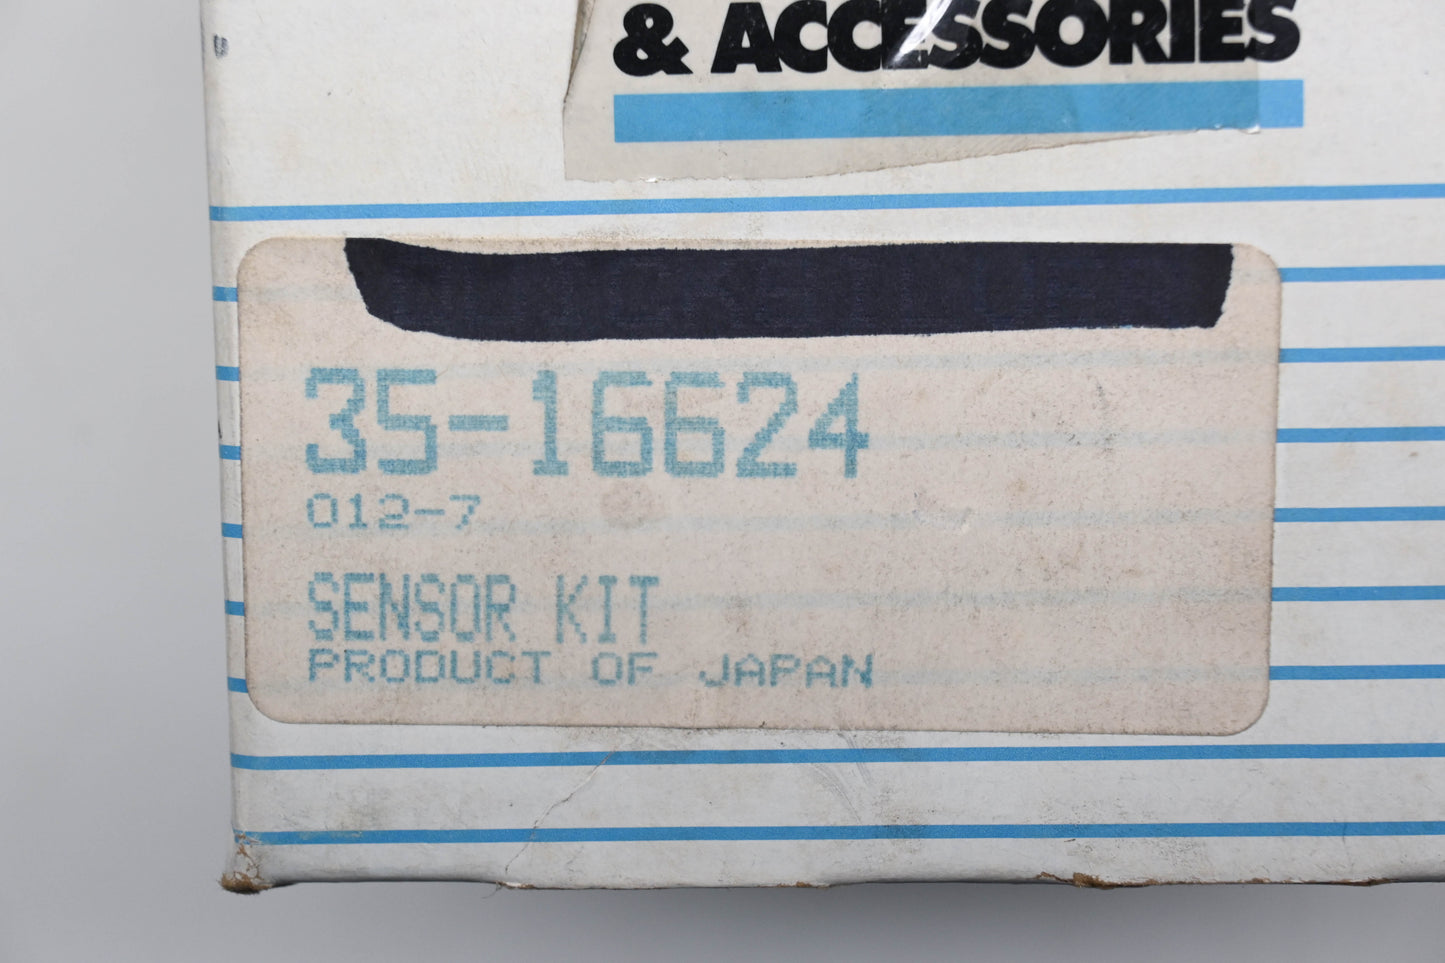 & ACCESSORIES
35-16624
012-7
SENSOR KIT
PRODUCT OF JAPAN